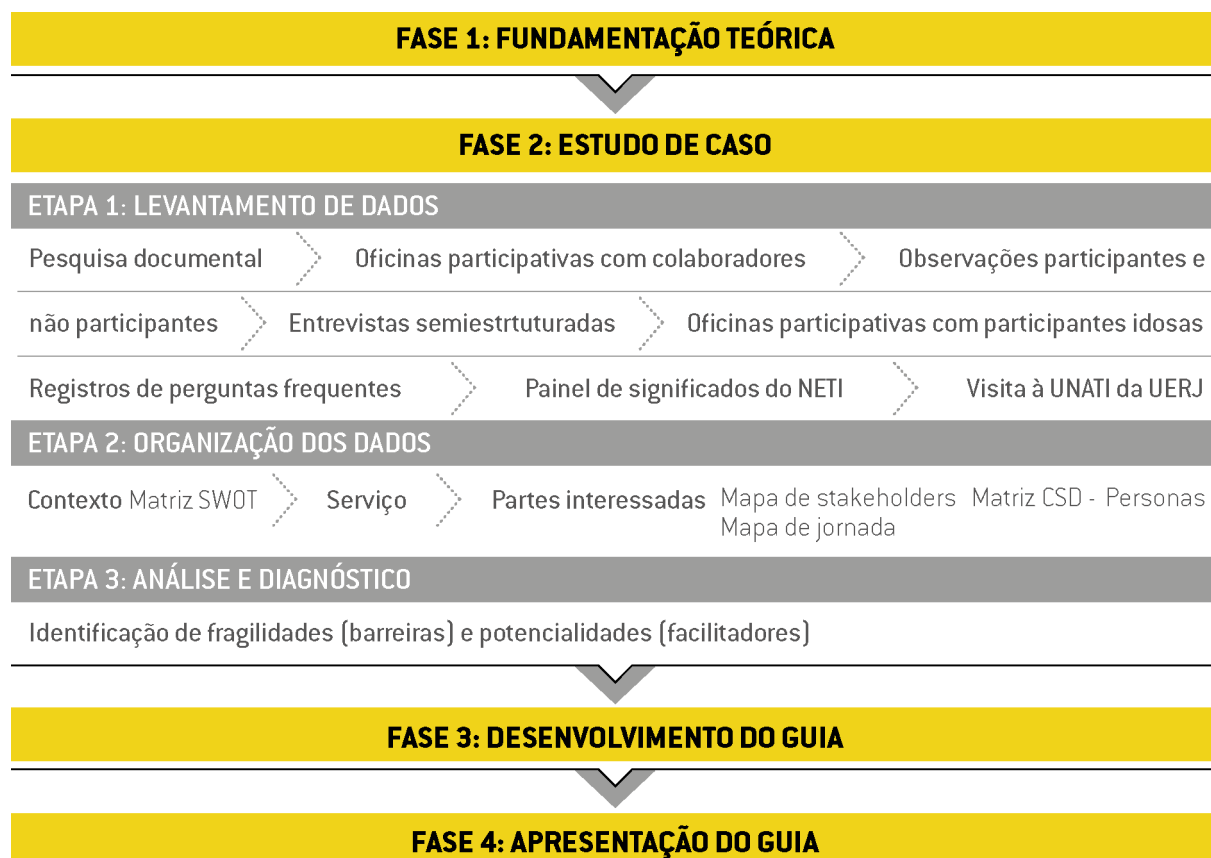 FASE 1: FUNDAMENTAÇÃO TEÓRICA
FASE 2: ESTUDO DE CASO
ETAPA 1: LEVANTAMENTO DE DADOS
Pesquisa documental Oficinas participativas com colaboradores Observações participantes e
não participantes Entrevistas semiestrtuturadas Oficinas participativas com participantes idosas
Registros de perguntas frequentes Painel de significados do NETI Visita à UNATI da UERJ
ETAPA 2: ORGANIZAÇÃO DOS DADOS
Contexto Matriz SWOT Serviço Partes interessadas Mapa de stakeholders Matriz CSD - Personas
Mapa de jornada
ETAPA 3: ANÁLISE E DIAGNÓSTICO
Identificação de fragilidades (barreiras) e potencialidades (facilitadores)
FASE 3: DESENVOLVIMENTO DO GUIA
FASE 4: APRESENTAÇÃO DO GUIA